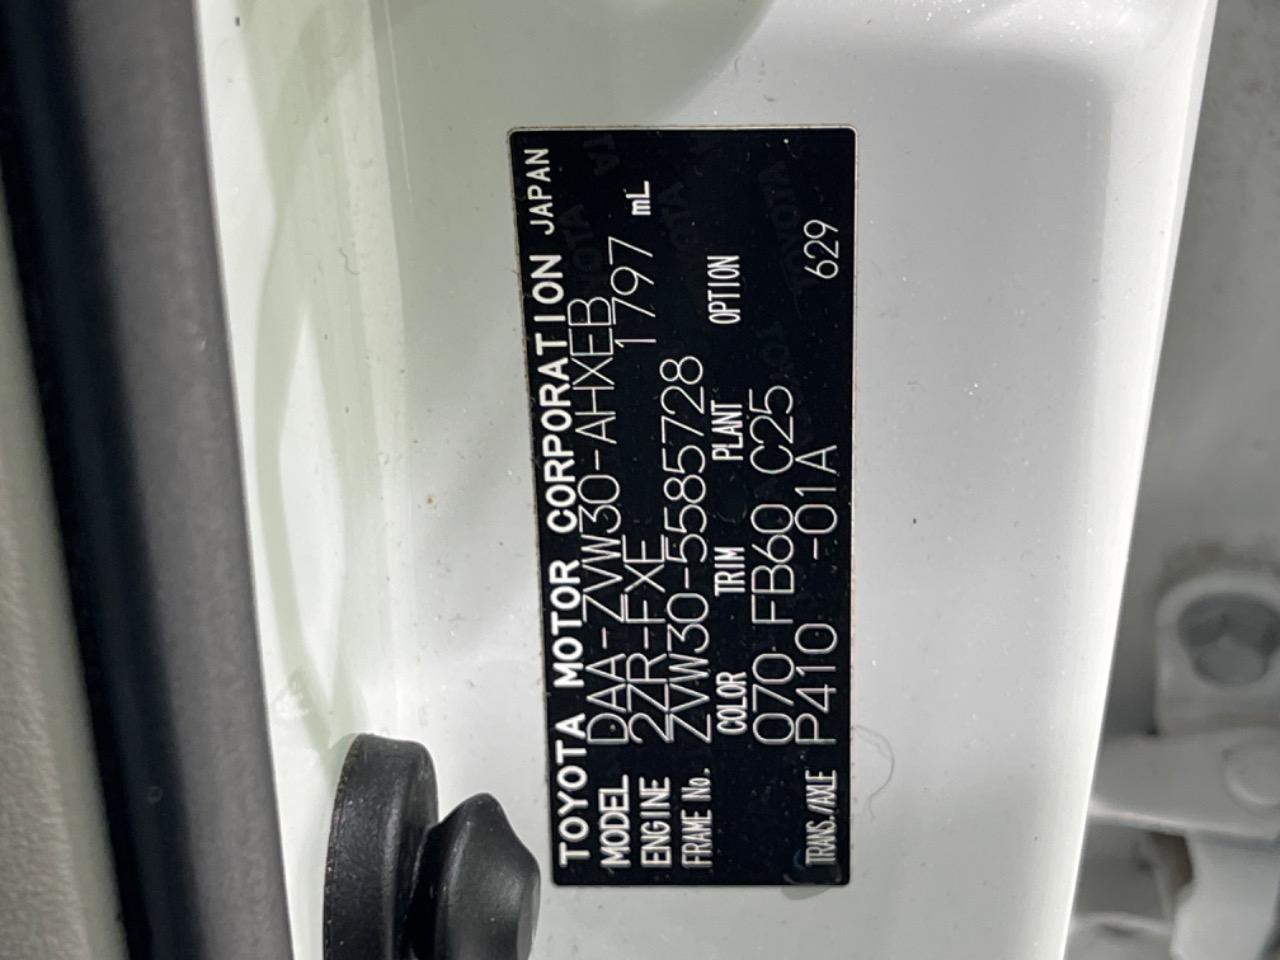 TOYOTA MOTOR CORPORATION JAPAN
MODEL DAA-ZVW30-AHXEB
ENGINE 2ZR-FXE 1797 mL
FRAME No. ZVW30-5585728
COLOR TRIM PLANT OPTION
070 FB60 C25
TRANS./AXLE P410 -01A 629